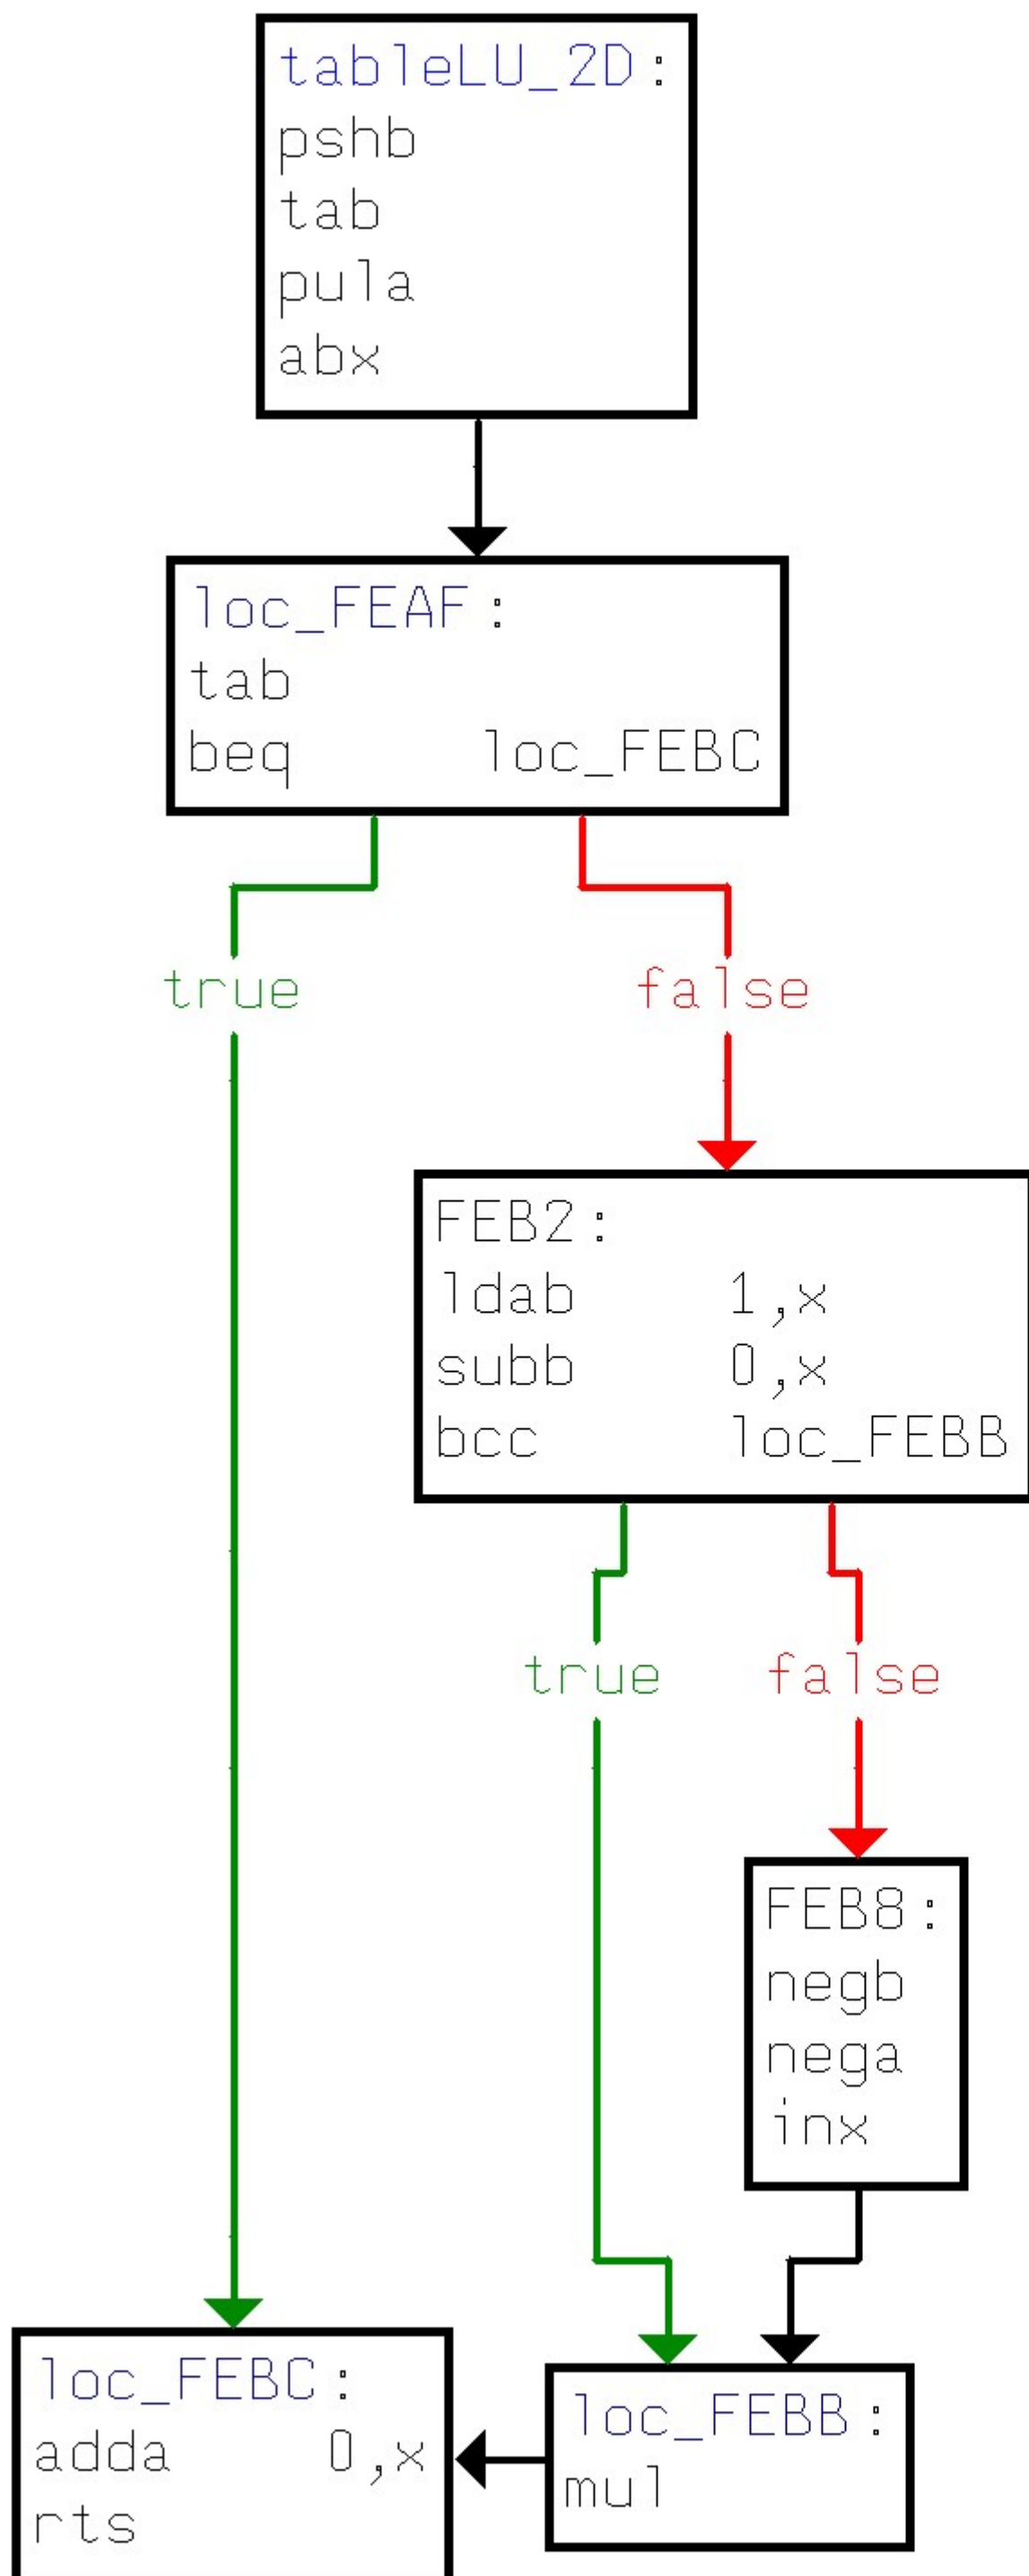 tableLU_2D:
pshb
tab
pula
abx
loc_FEAF:
tab
beq loc_FEBC
true
false
FEB2:
ldab 1,x
subb 0,x
bcc loc_FEBB
true
false
FEB8:
negb
nega
inx
loc_FEBC:
adda 0,x
rts
loc_FEBB:
mul